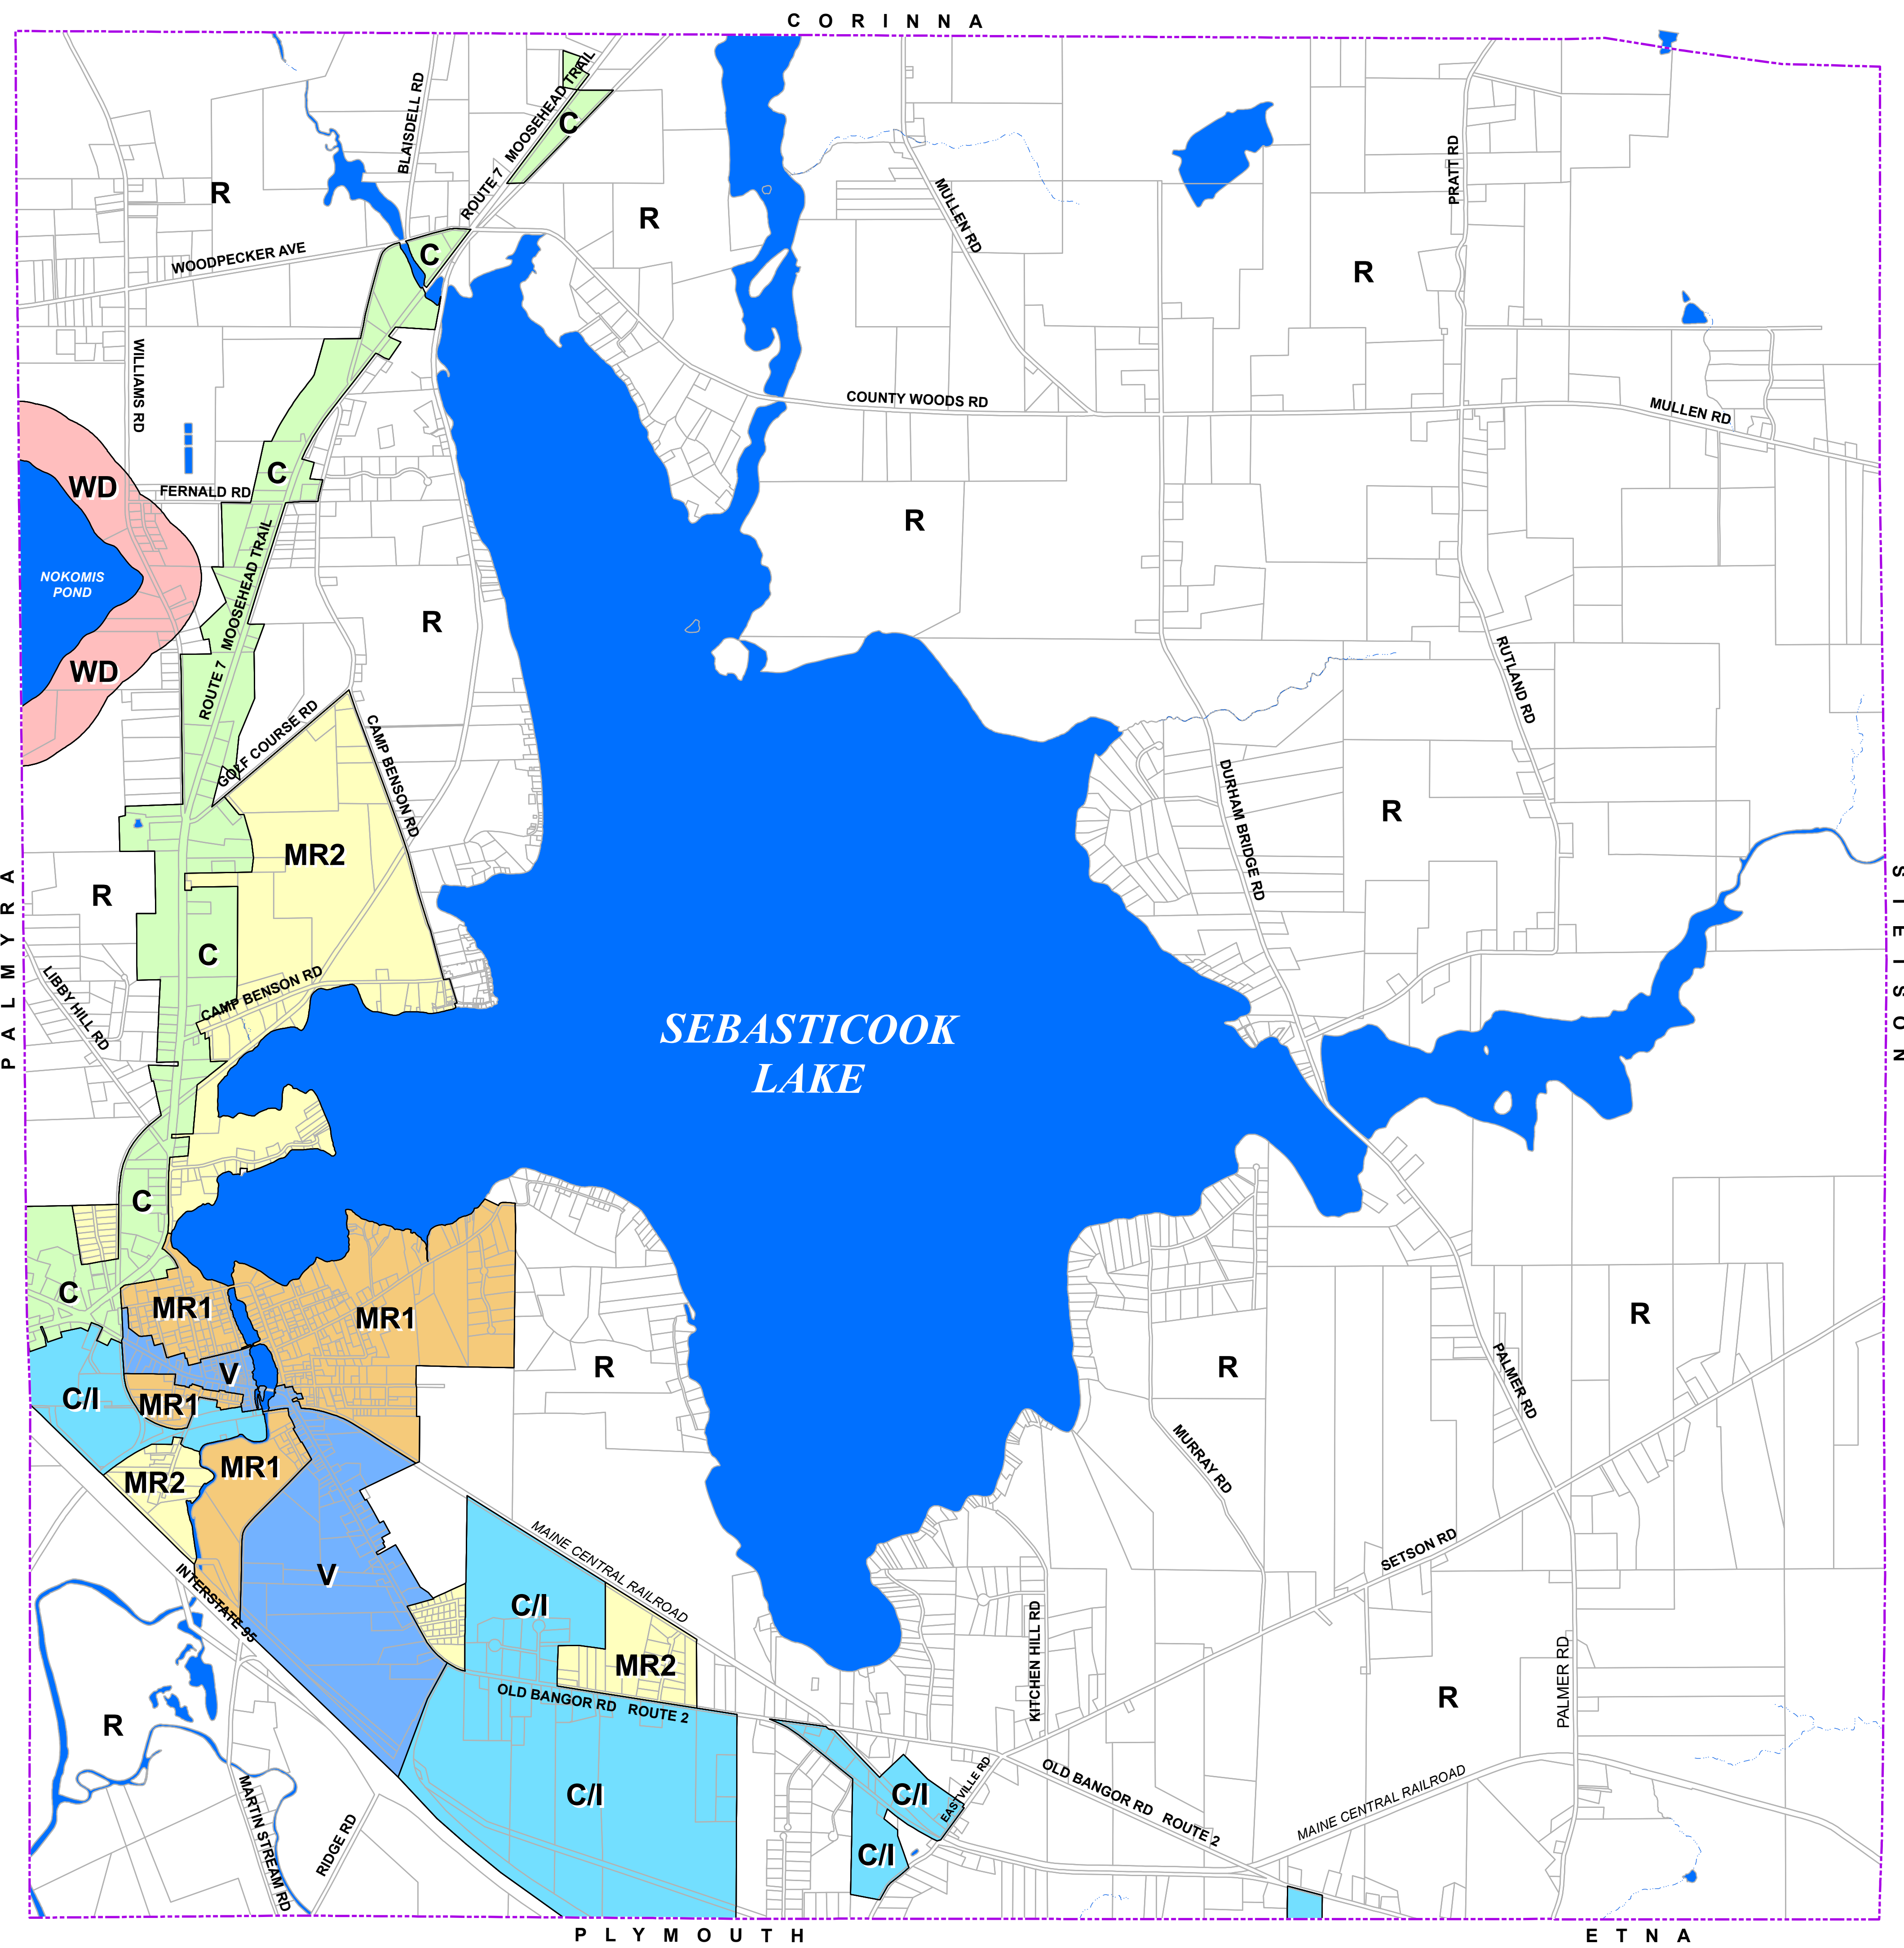 CORINNA
BLAISDELL RD
ROUTE 7 MOOSEHEAD TRAIL
C
R
R
C
WOODPECKER AVE
MULLEN RD
PRATT RD
R
WILLIAMS RD
COUNTY WOODS RD
MULLEN RD
C
WD
FERNALD RD
R
NOKOMIS
POND
ROUTE 7 MOOSEHEAD TRAIL
R
WD
RUTLAND RD
GOLF COURSE RD
CAMP BENSON RD
DURHAM BRIDGE RD
R
MR2
PALMYRA
R
STETSON
C
LIBBY HILL RD
CAMP BENSON RD
SEBASTICOOK
LAKE
C
C
MR1
MR1
R
V
R
R
PALMER RD
C/I
MR1
MURRAY RD
MR2
MR1
MAINE CENTRAL RAILROAD
SETSON RD
V
INTERSTATE 95
C/I
KITCHEN HILL RD
MR2
PALMER RD
OLD BANGOR RD ROUTE 2
R
R
C/I
C/I
EASTVILLE RD
OLD BANGOR RD ROUTE 2
MAINE CENTRAL RAILROAD
MARTIN STREAM RD
RIDGE RD
C/I
PLYMOUTH
ETNA